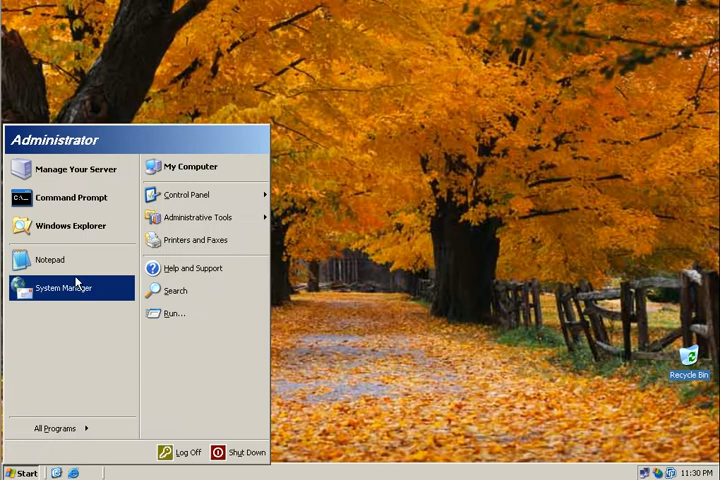 Administrator
Manage Your Server
Command Prompt
Windows Explorer
Notepad
System Manager
All Programs
My Computer
Control Panel
Administrative Tools
Printers and Faxes
Help and Support
Search
Run...
Log Off
Shut Down
Recycle Bin
Start
11:30 PM
C:\_